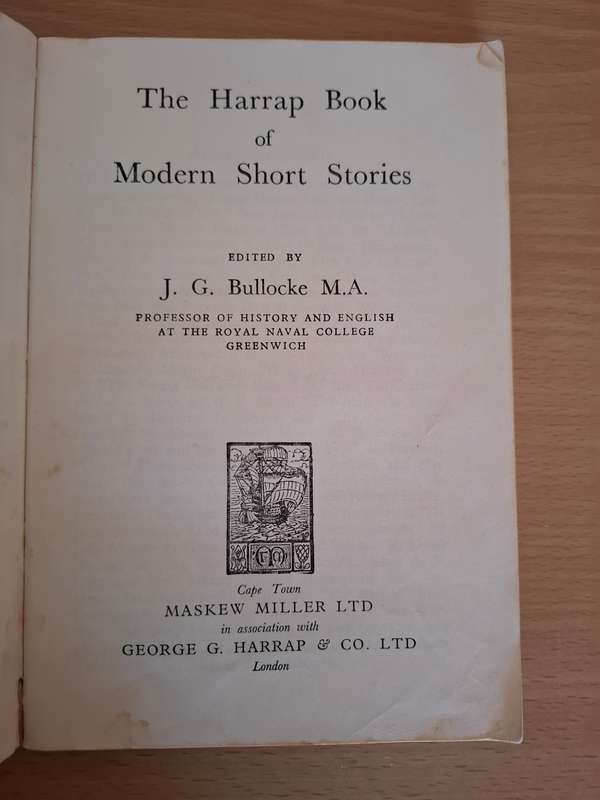 The Harrap Book
of
Modern Short Stories
EDITED BY
J. G. Bullocke M.A.
PROFESSOR OF HISTORY AND ENGLISH
AT THE ROYAL NAVAL COLLEGE
GREENWICH
Cape Town
MASKEW MILLER LTD
in association with
GEORGE G. HARRAP & CO. LTD
London